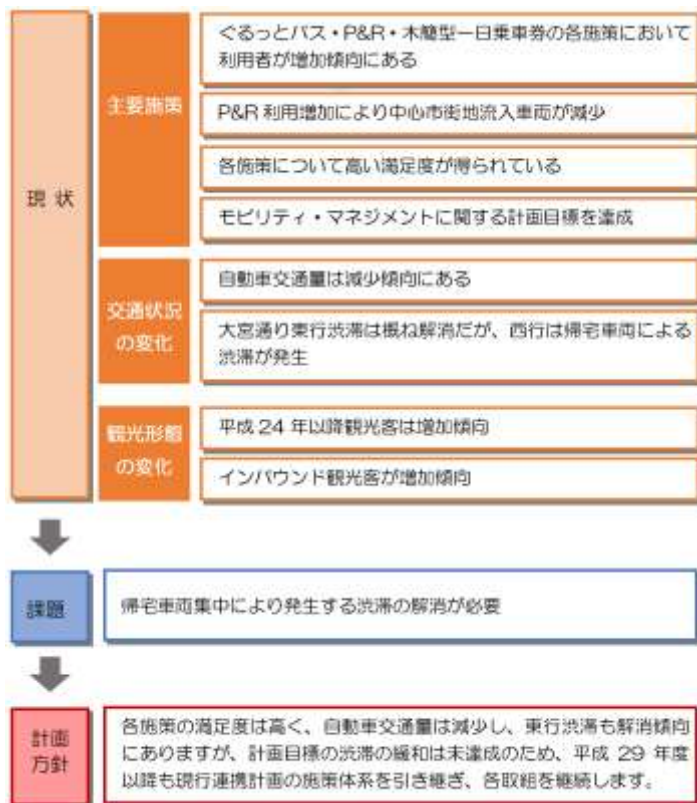 現 状
主要施策
ぐるっとバス・P&R・木簡型一日乗車券の各施策において
利用者が増加傾向にある
P&R 利用増加により中心市街地流入車両が減少
各施策について高い満足度が得られている
モビリティ・マネジメントに関する計画目標を達成
交通状況
の変化
自動車交通量は減少傾向にある
大宮通り東行渋滞は概ね解消だが、西行は帰宅車両による
渋滞が発生
観光形態
の変化
平成 24 年以降観光客は増加傾向
インバウンド観光客が増加傾向
課題
帰宅車両集中により発生する渋滞の解消が必要
計画
方針
各施策の満足度は高く、自動車交通量は減少し、東行渋滞も解消傾向
にありますが、計画目標の渋滞の緩和は未達成のため、平成 29 年度
以降も現行連携計画の施策体系を引き継ぎ、各取組を継続します。